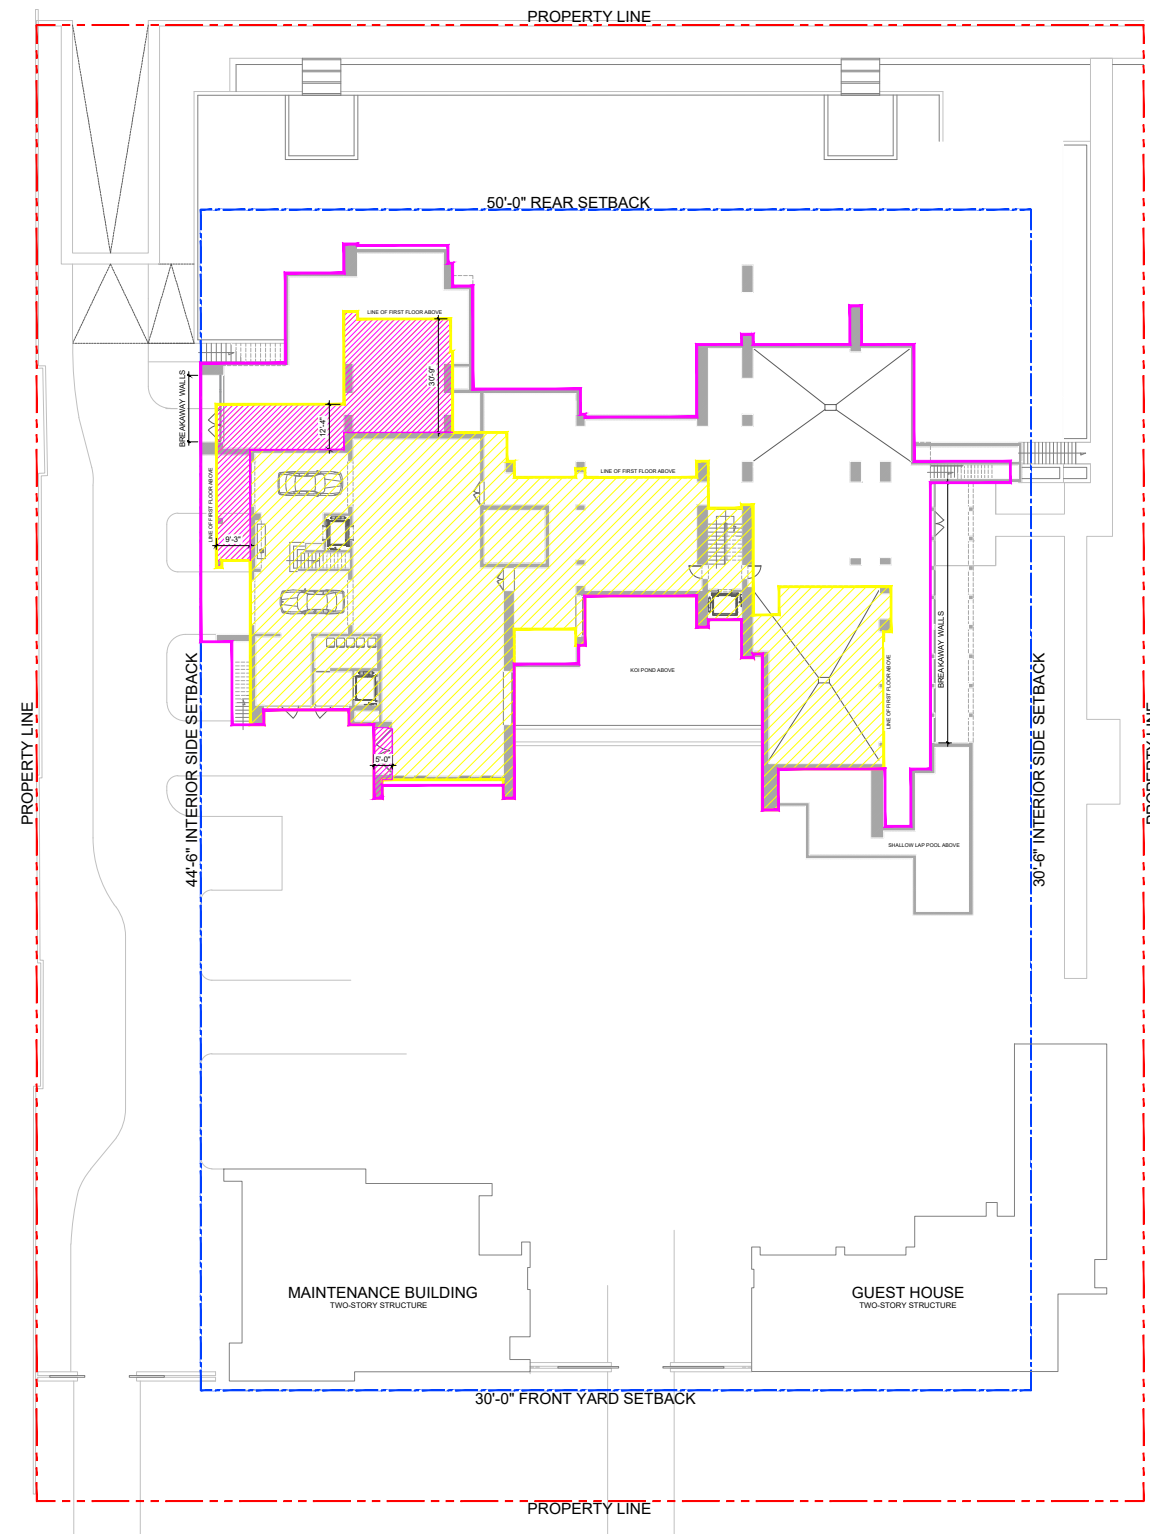 PROPERTY LINE
50'-0" REAR SETBACK
LINE OF FIRST FLOOR ABOVE
30'-9"
BREAKAWAY WALLS
12'-4"
LINE OF FIRST FLOOR ABOVE
LINE OF FIRST FLOOR ABOVE
9'-3"
BREAKAWAY WALLS
KOI POND ABOVE
LINE OF FIRST FLOOR ABOVE
PROPERTY LINE
44'-6" INTERIOR SIDE SETBACK
30'-6" INTERIOR SIDE SETBACK
PROPERTY LINE
5'-0"
SHALLOW LAP POOL ABOVE
MAINTENANCE BUILDING
TWO-STORY STRUCTURE
GUEST HOUSE
TWO-STORY STRUCTURE
30'-0" FRONT YARD SETBACK
PROPERTY LINE